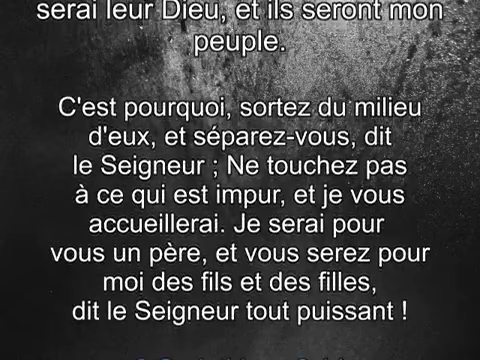 serai leur Dieu, et ils seront mon
peuple.
C'est pourquoi, sortez du milieu
d'eux, et séparez-vous, dit
le Seigneur ; Ne touchez pas
à ce qui est impur, et je vous
accueillerai. Je serai pour
vous un père, et vous serez pour
moi des fils et des filles,
dit le Seigneur tout puissant !